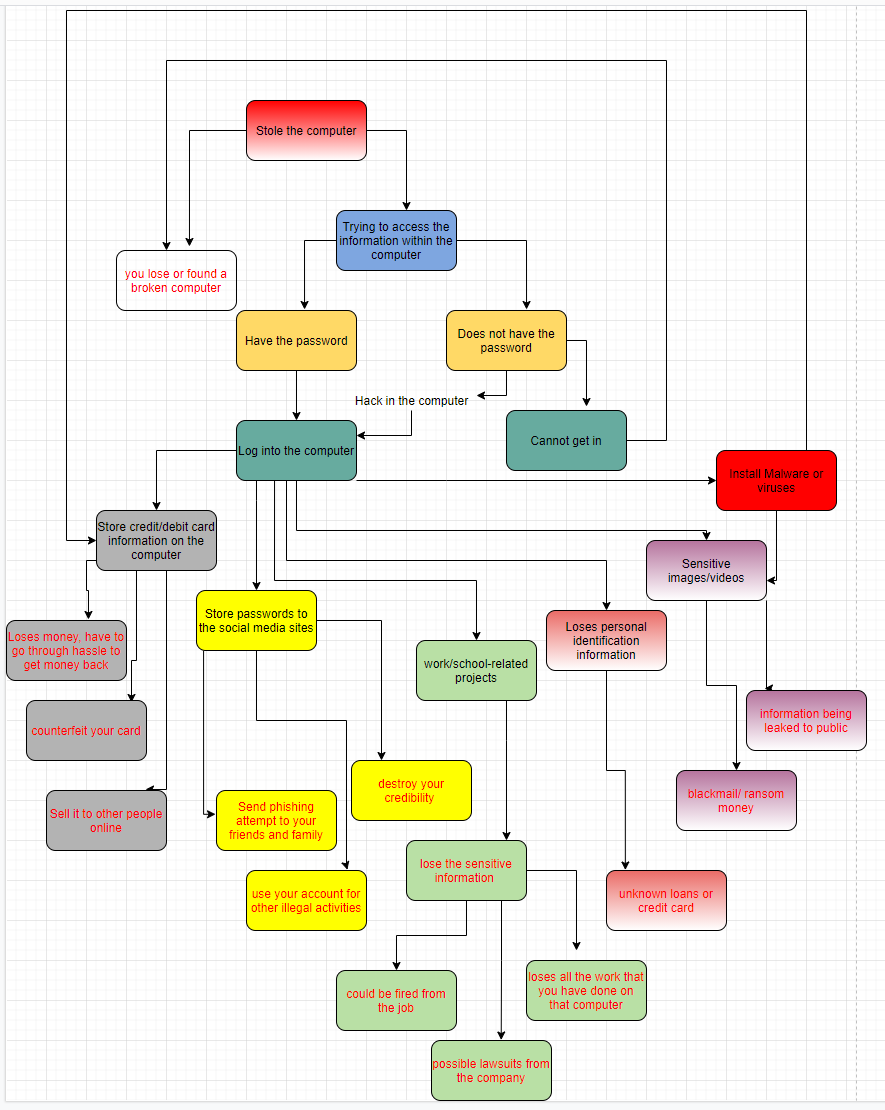 Stole the computer
Trying to access the
information within the
computer
you lose or found a
broken computer
Have the password
Does not have the
password
Hack in the computer
Log into the computer
Cannot get in
Install Malware or
viruses
Store credit/debit card
information on the
computer
Sensitive
images/videos
Loses money, have to
go through hassle to
get money back
Store passwords to
the social media sites
Loses personal
identification
information
work/school-related
projects
counterfeit your card
information being
leaked to public
Sell it to other people
online
Send phishing
attempt to your
friends and family
destroy your
credibility
blackmail/ ransom
money
use your account for
other illegal activities
lose the sensitive
information
unknown loans or
credit card
could be fired from
the job
loses all the work that
you have done on
that computer
possible lawsuits from
the company